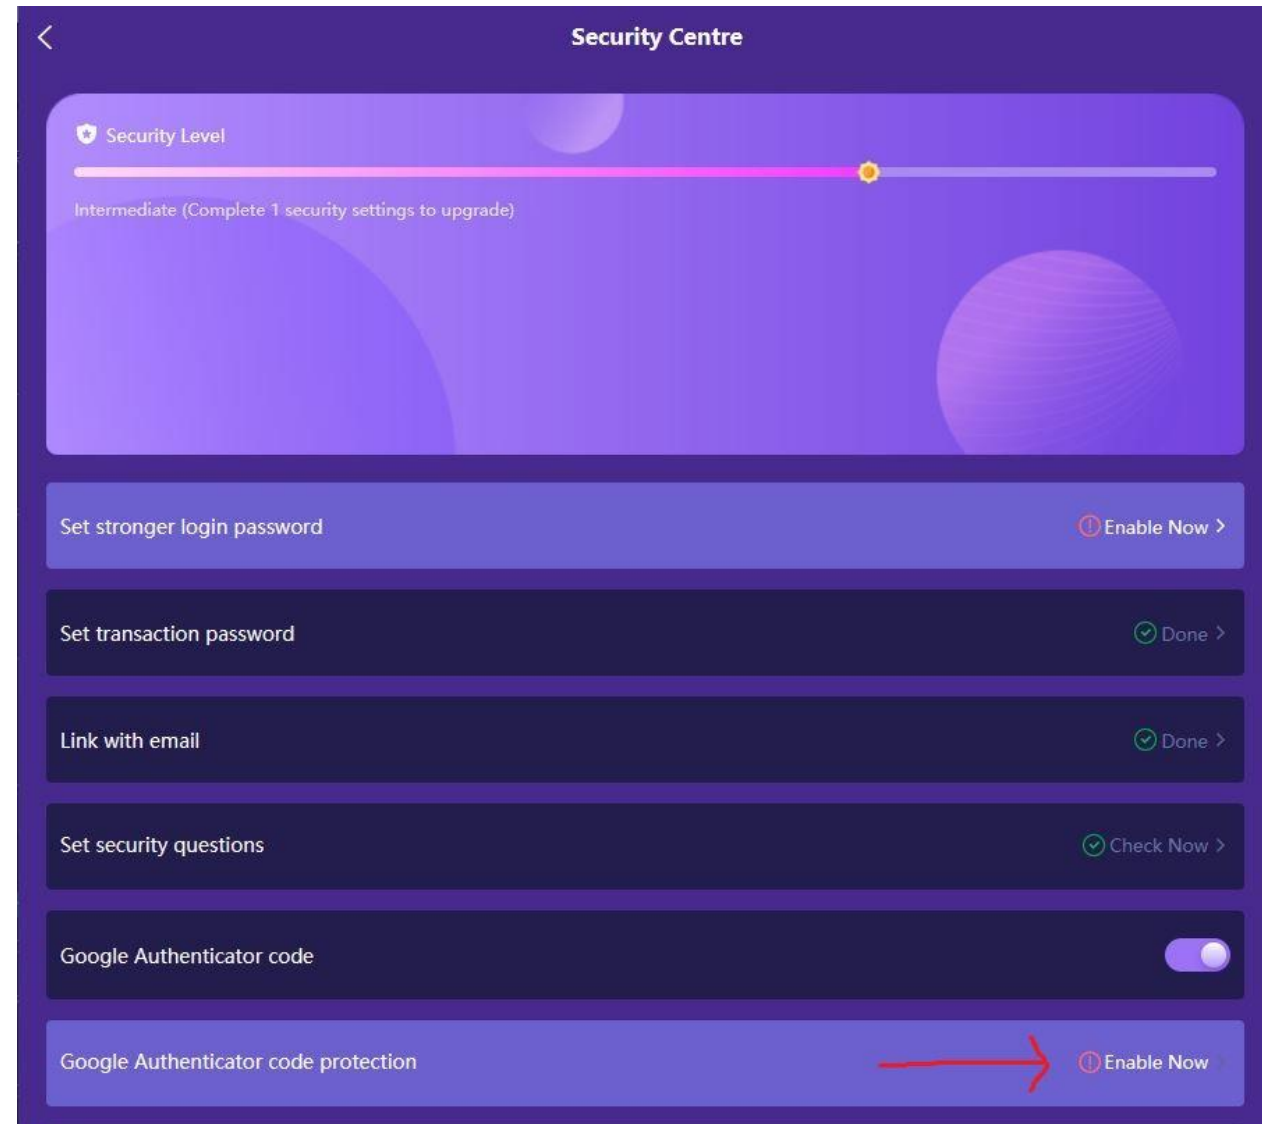 Security Centre
Security Level
Intermediate (Complete 1 security settings to upgrade)
Set stronger login password
Enable Now
Set transaction password
Done
Link with email
Done
Set security questions
Check Now
Google Authenticator code
Google Authenticator code protection
Enable Now